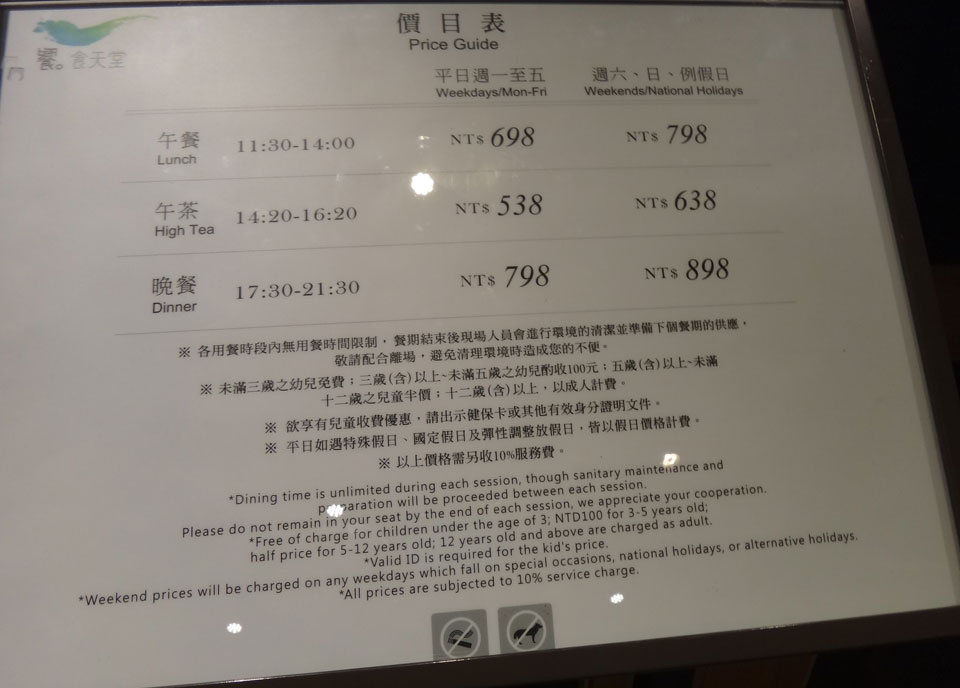 價目表
Price Guide
饗。食天堂
平日週一至五 週六、日、例假日
Weekdays/Mon-Fri Weekends/National Holidays
午餐 11:30-14:00 NT$ 698 NT$ 798
Lunch
午茶 14:20-16:20 NT$ 538 NT$ 638
High Tea
晚餐 17:30-21:30 NT$ 798 NT$ 898
Dinner
※ 各用餐時段內無用餐時間限制，餐期結束後現場人員會進行環境的清潔並準備下個餐期的供應，
敬請配合離場，避免清理環境時造成您的不便。
※ 未滿三歲之幼兒免費；三歲(含)以上~未滿五歲之幼兒酌收100元；五歲(含)以上~未滿
十二歲之兒童半價；十二歲(含)以上，以成人計費。
※ 欲享有兒童收費優惠，請出示健保卡或其他有效身分證明文件。
※ 平日如遇特殊假日、國定假日及彈性調整放假日，皆以假日價格計費。
※ 以上價格需另收10%服務費。
*Dining time is unlimited during each session, though sanitary maintenance and
preparation will be proceeded between each session.
Please do not remain in your seat by the end of each session, we appreciate your cooperation.
*Free of charge for children under the age of 3; NTD100 for 3-5 years old;
half price for 5-12 years old; 12 years old and above are charged as adult.
*Valid ID is required for the kid's price.
*Weekend prices will be charged on any weekdays which fall on special occasions, national holidays, or alternative holidays.
*All prices are subjected to 10% service charge.